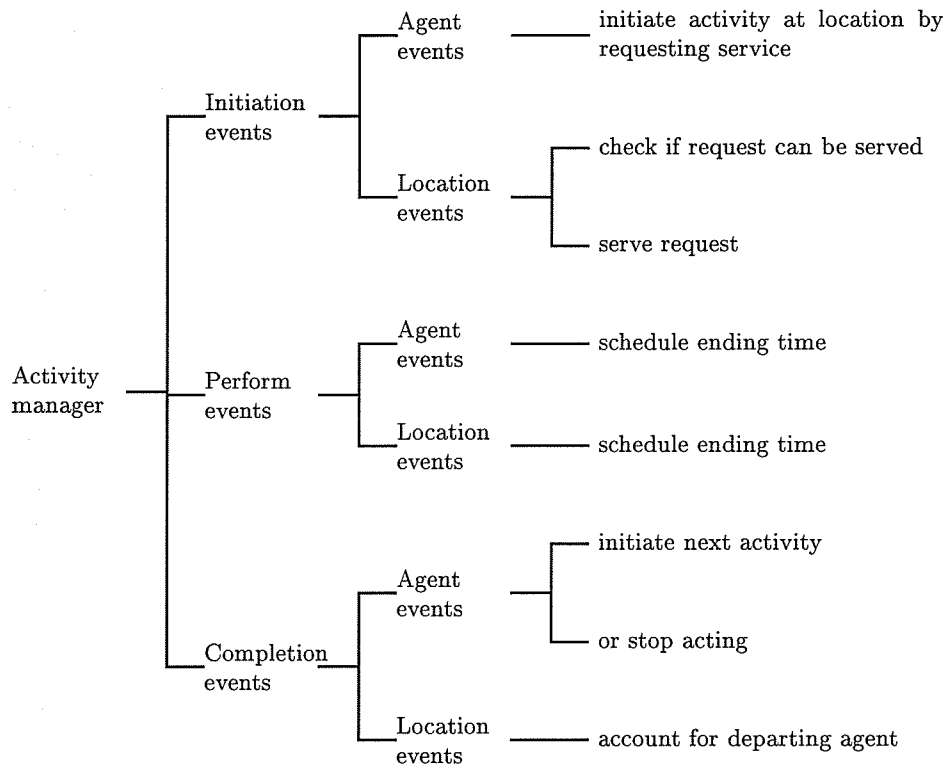 Agent
events
initiate activity at location by
requesting service
Initiation
events
Location
events
check if request can be served
serve request
Activity
manager
Perform
events
Agent
events
schedule ending time
Location
events
schedule ending time
Completion
events
Agent
events
initiate next activity
or stop acting
Location
events
account for departing agent